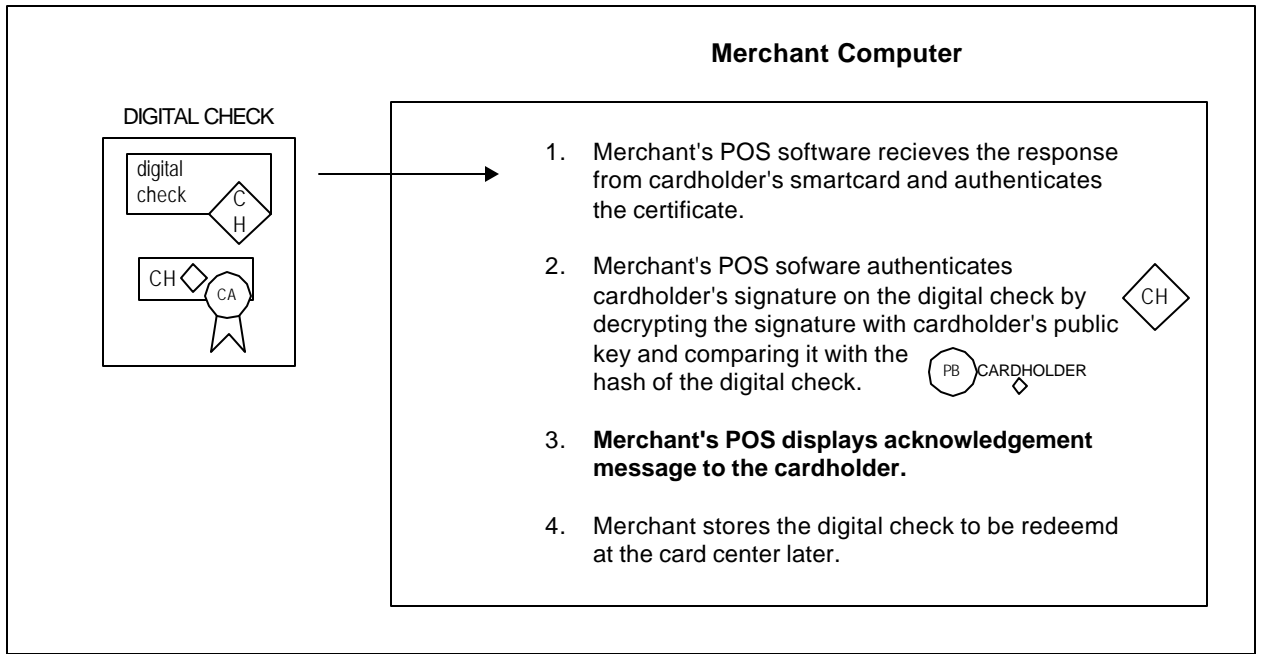 Merchant Computer
DIGITAL CHECK
digital
check
C
H
CH
CA
1. Merchant's POS software recieves the response
from cardholder's smartcard and authenticates
the certificate.
2. Merchant's POS sofware authenticates
cardholder's signature on the digital check by
decrypting the signature with cardholder's public
key and comparing it with the
hash of the digital check.
CH
PB CARDHOLDER
3. Merchant's POS displays acknowledgement
message to the cardholder.
4. Merchant stores the digital check to be redeemd
at the card center later.